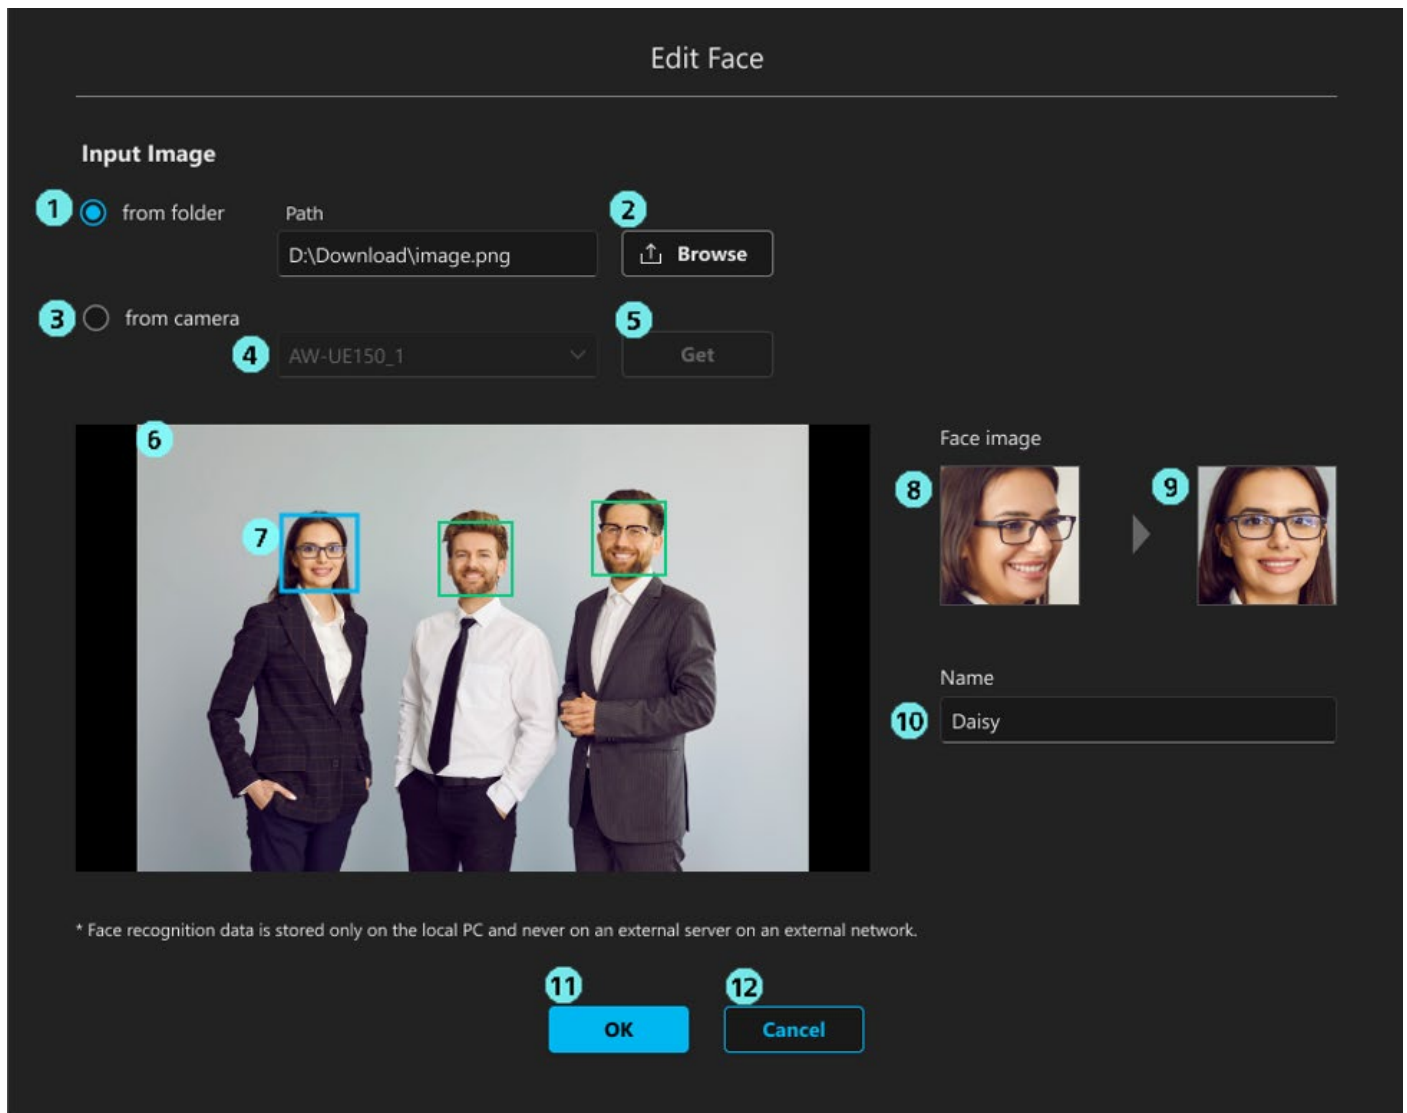 Edit Face
Input Image
1 from folder
Path
2
D:\Download\image.png
Browse
3 from camera
4 AW-UE150_1
5
Get
6
7
Face image
8
9
Name
10 Daisy
* Face recognition data is stored only on the local PC and never on an external server on an external network.
11
OK
12
Cancel